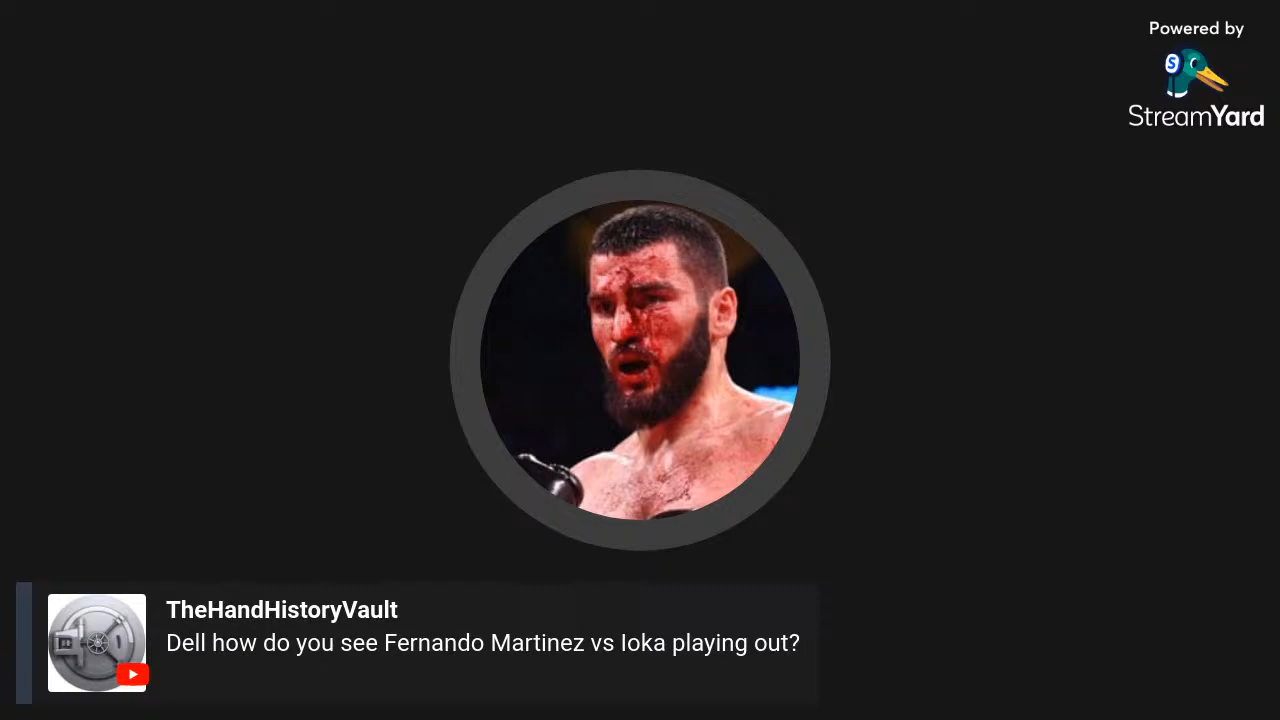 Powered by
S
StreamYard
TheHandHistoryVault
Dell how do you see Fernando Martinez vs Ioka playing out?